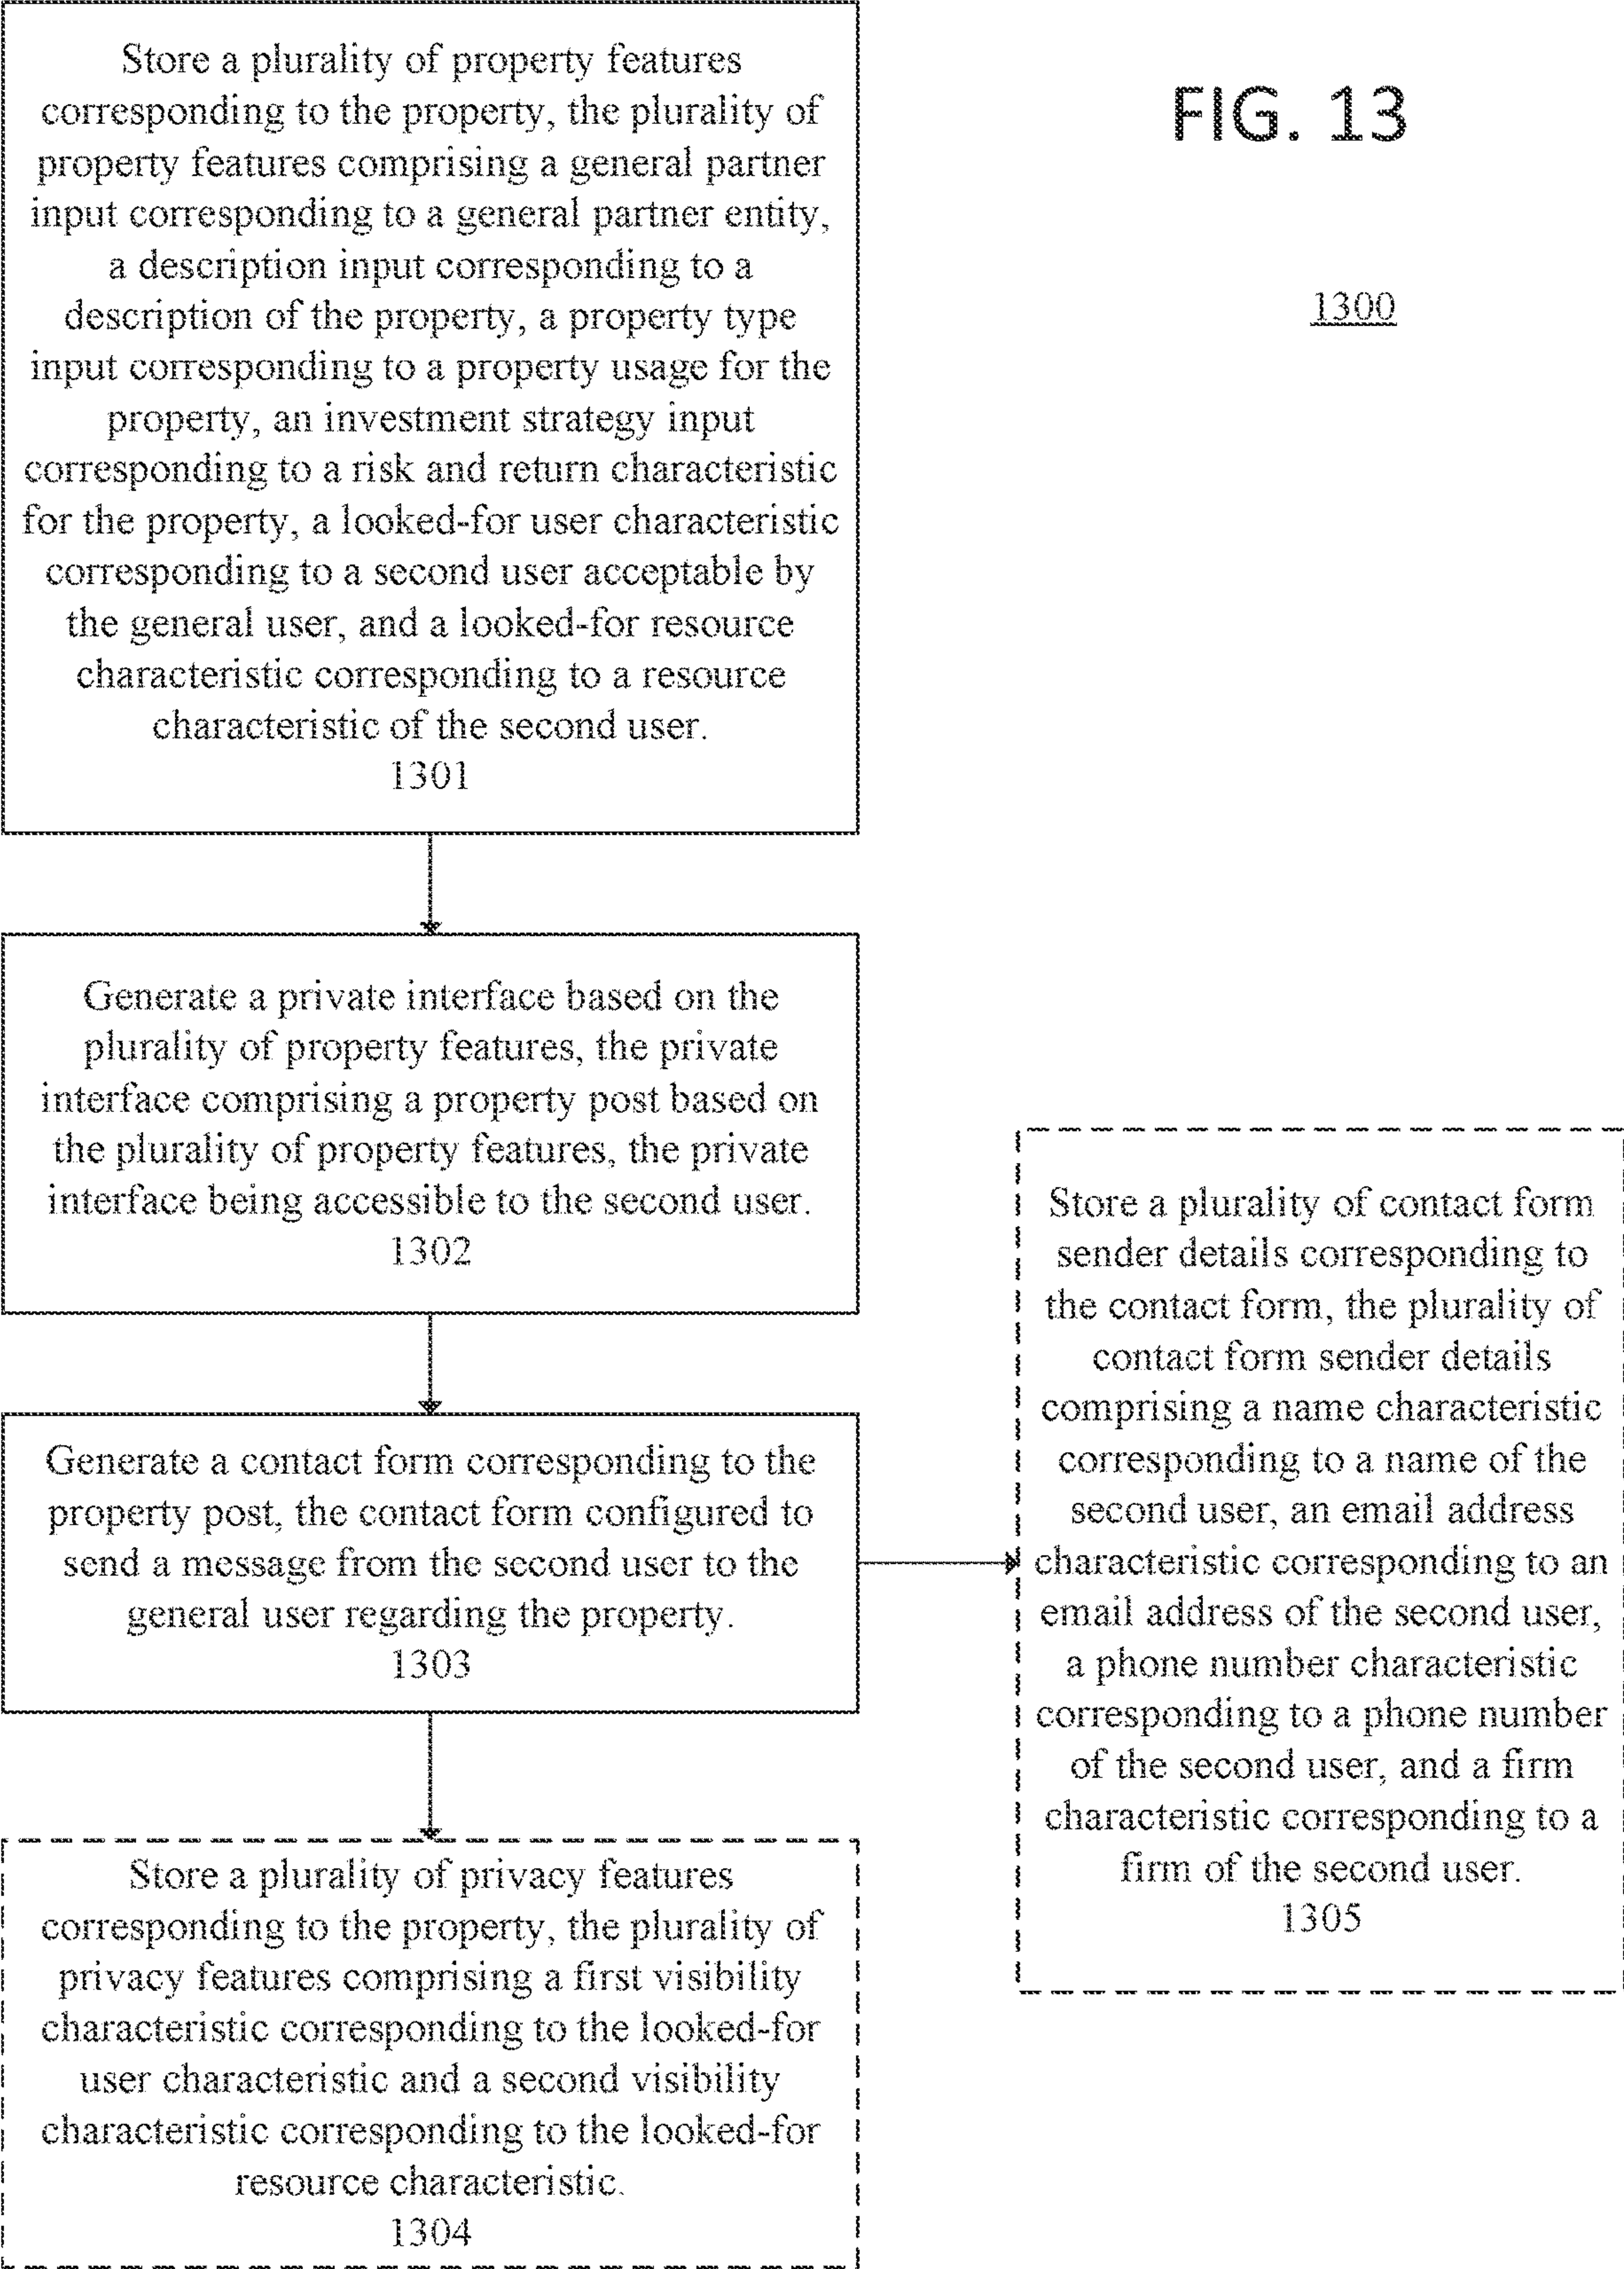 Store a plurality of property features
corresponding to the property, the plurality of
property features comprising a general partner
input corresponding to a general partner entity,
a description input corresponding to a
description of the property, a property type
input corresponding to a property usage for the
property, an investment strategy input
corresponding to a risk and return characteristic
for the property, a looked-for user characteristic
corresponding to a second user acceptable by
the general user, and a looked-for resource
characteristic corresponding to a resource
characteristic of the second user.
1301
FIG. 13
1300
Generate a private interface based on the
plurality of property features, the private
interface comprising a property post based on
the plurality of property features, the private
interface being accessible to the second user.
1302
Generate a contact form corresponding to the
property post, the contact form configured to
send a message from the second user to the
general user regarding the property.
1303
Store a plurality of privacy features
corresponding to the property, the plurality of
privacy features comprising a first visibility
characteristic corresponding to the looked-for
user characteristic and a second visibility
characteristic corresponding to the looked-for
resource characteristic.
1304
Store a plurality of contact form
sender details corresponding to
the contact form, the plurality of
contact form sender details
comprising a name characteristic
corresponding to a name of the
second user, an email address
characteristic corresponding to an
email address of the second user,
a phone number characteristic
corresponding to a phone number
of the second user, and a firm
characteristic corresponding to a
firm of the second user.
1305